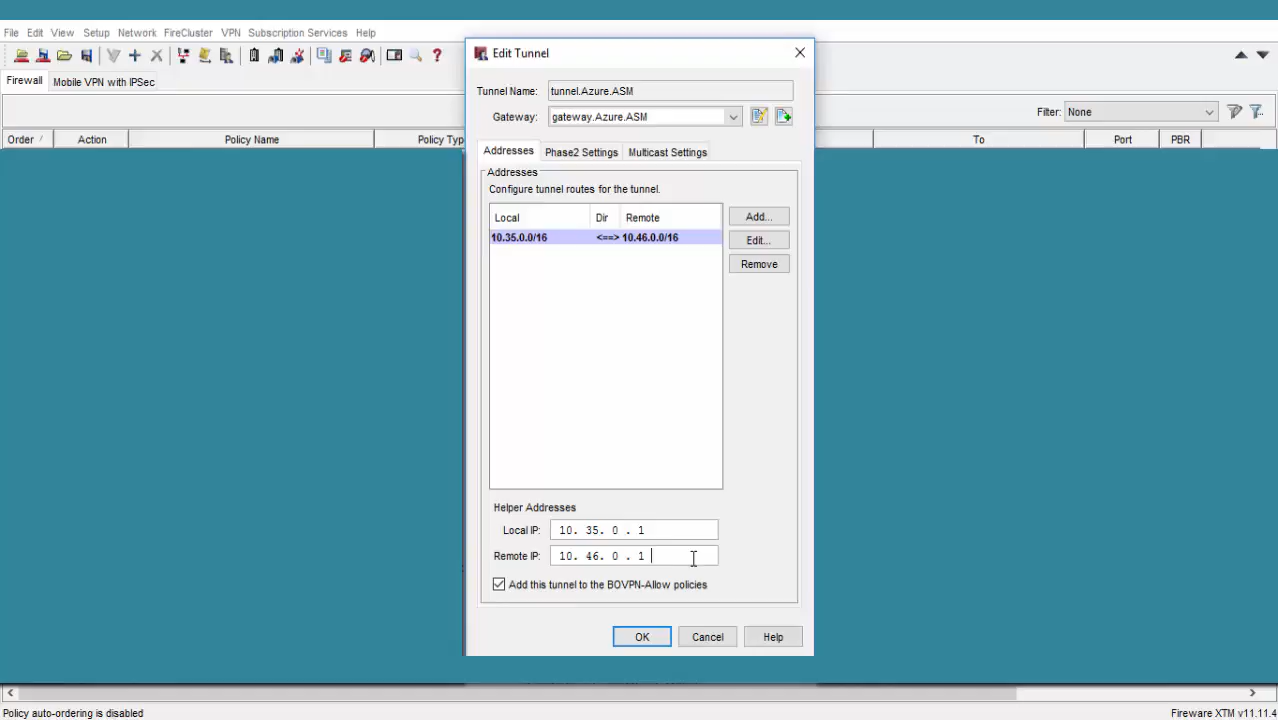 File Edit View Setup Network FireCluster VPN Subscription Services Help
Edit Tunnel
Firewall Mobile VPN with IPSec
Tunnel Name: tunnel.Azure.ASM
Gateway: gateway.Azure.ASM
Filter: None
Order / Action Policy Name Policy Typ To Port PBR
Addresses Phase2 Settings Multicast Settings
Addresses
Configure tunnel routes for the tunnel.
Local Dir Remote
10.35.0.0/16 <==> 10.46.0.0/16
Add...
Edit...
Remove
Helper Addresses
Local IP: 10. 35. 0 . 1
Remote IP: 10. 46. 0 . 1
Add this tunnel to the BOVPN-Allow policies
OK Cancel Help
Policy auto-ordering is disabled Fireware XTM v11.11.4